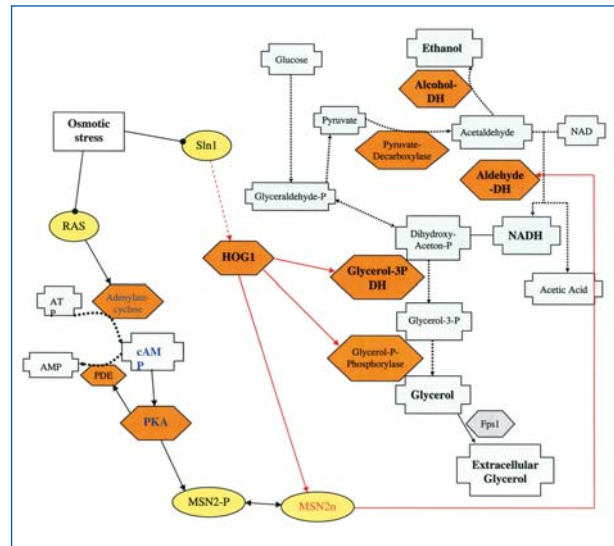 Ethanol
Glucose
Alcohol-
DH
Osmotic
stress
Sln1
Pyruvate
Acetaldehyde
NAD
Pyruvate-
Decarboxylase
Aldehyde
-DH
Glyceraldehyde-P
RAS
HOG1
Dihydroxy-
Aceton-P
NADH
Glycerol-3P
DH
Acetic Acid
Adenylate-
cyclase
AT
P
Glycerol-3-P
cAM
P
AMP
PDE
Glycerol-P-
Phosphorylase
Glycerol
PKA
Fps1
Extracellular
Glycerol
MSN2-P
MSN2n